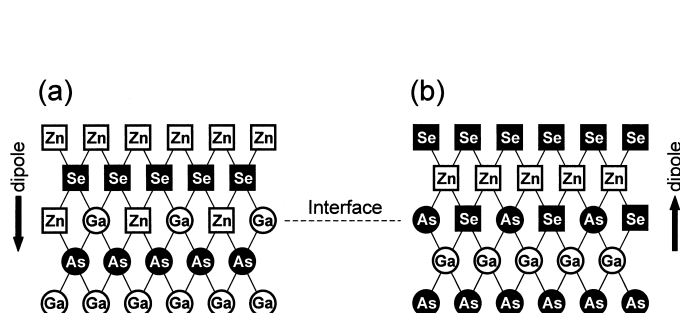 (a)
(b)
Zn Zn Zn Zn Zn Zn
Se Se Se Se Se Se
dipole
Se Se Se Se Se
Zn Zn Zn Zn Zn
dipole
Zn Ga Zn Ga Zn Ga
Interface
As Se As Se As Se
As As As As As
Ga Ga Ga Ga Ga
Ga Ga Ga Ga Ga Ga
As As As As As As